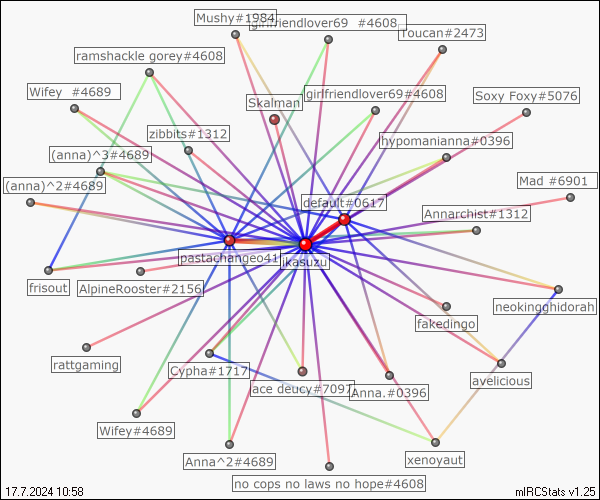 Mushy#1984
girlfriendlover69 #4608
Toucan#2473
ramshackle gorey#4608
Wifey #4689
Skalman
girlfriendlover69#4608
Soxy Foxy#5076
zibbits#1312
hypomanianna#0396
(anna)^3#4689
(anna)^2#4689
Mad #6901
default#0617
Annarchist#1312
pastachangeo41
ikasuzu
frisout
AlpineRooster#2156
neokingghidorah
fakedingo
rattgaming
Cypha#1717
avelicious
ace deucy#7097
Anna.#0396
Wifey#4689
Anna^2#4689
xenoyaut
no cops no laws no hope#4608
17.7.2024 10:58
mIRCStats v1.25